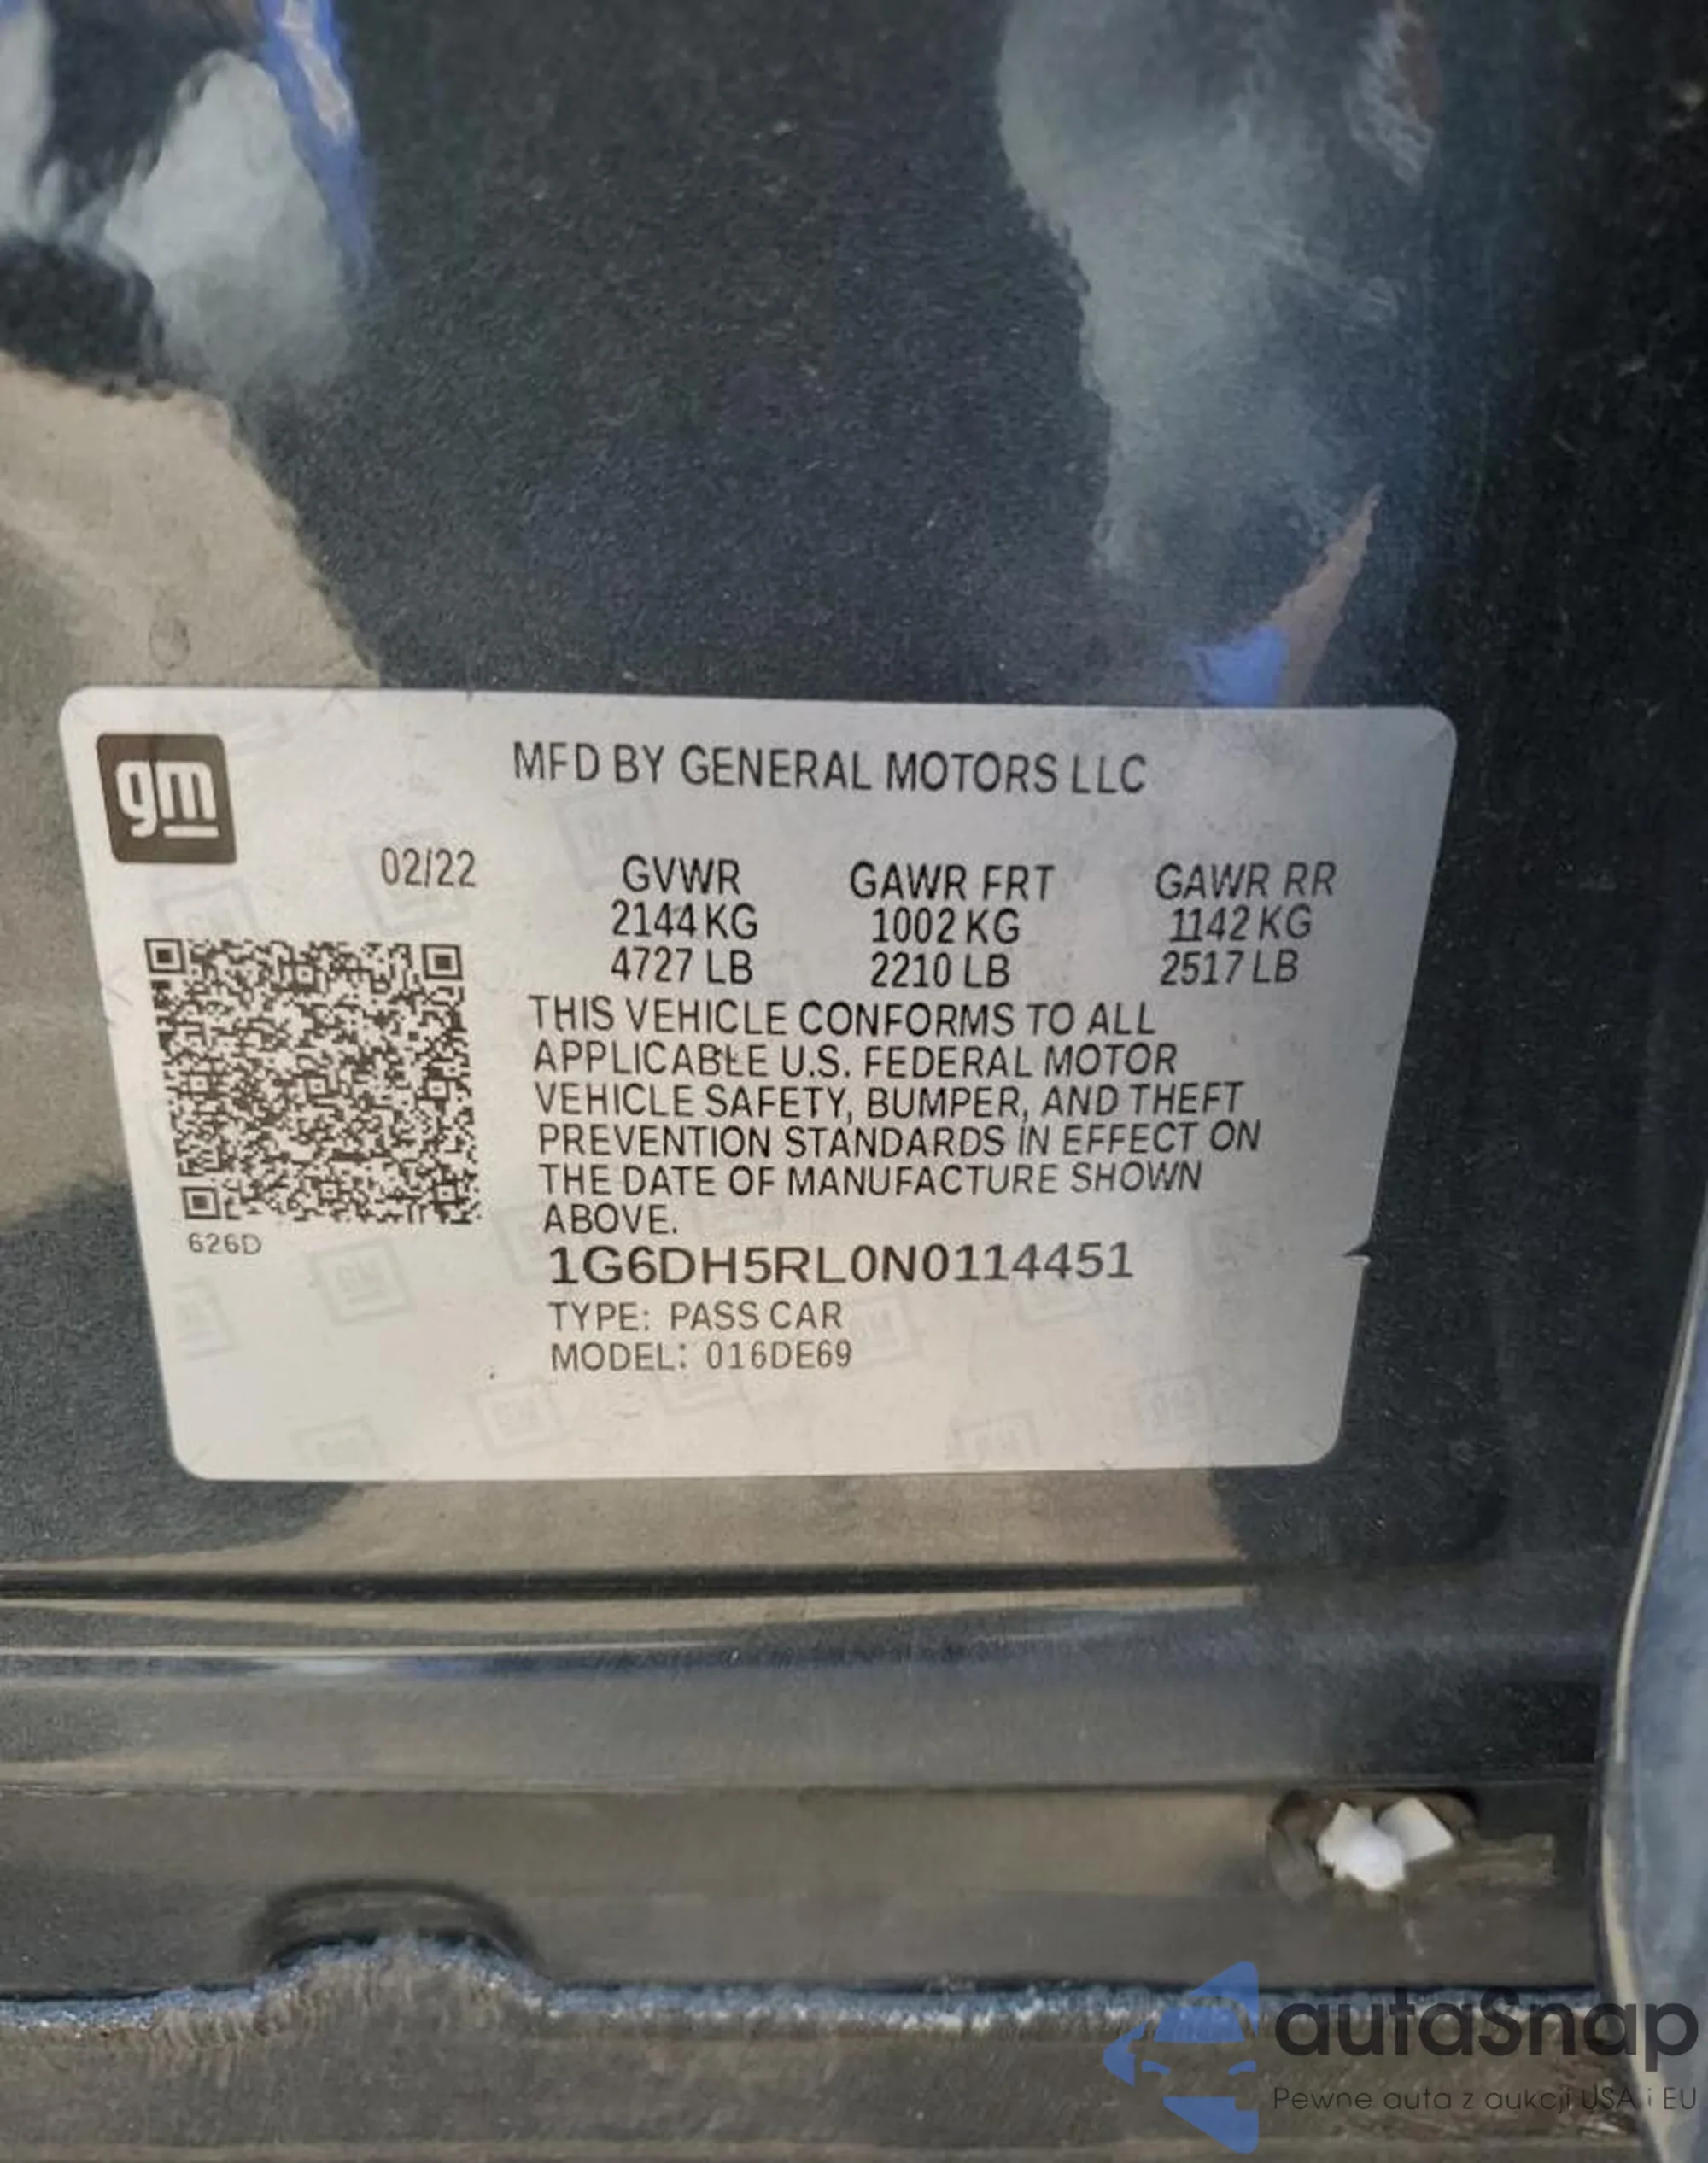 gm
MFD BY GENERAL MOTORS LLC
02/22
GVWR GAWR FRT GAWR RR
2144 KG 1002 KG 1142 KG
4727 LB 2210 LB 2517 LB
THIS VEHICLE CONFORMS TO ALL
APPLICABLE U.S. FEDERAL MOTOR
VEHICLE SAFETY, BUMPER, AND THEFT
PREVENTION STANDARDS IN EFFECT ON
THE DATE OF MANUFACTURE SHOWN
ABOVE.
626D
1G6DH5RL0N0114451
TYPE: PASS CAR
MODEL: 016DE69
autaSnap
Pewne auta z aukcji USA i EU